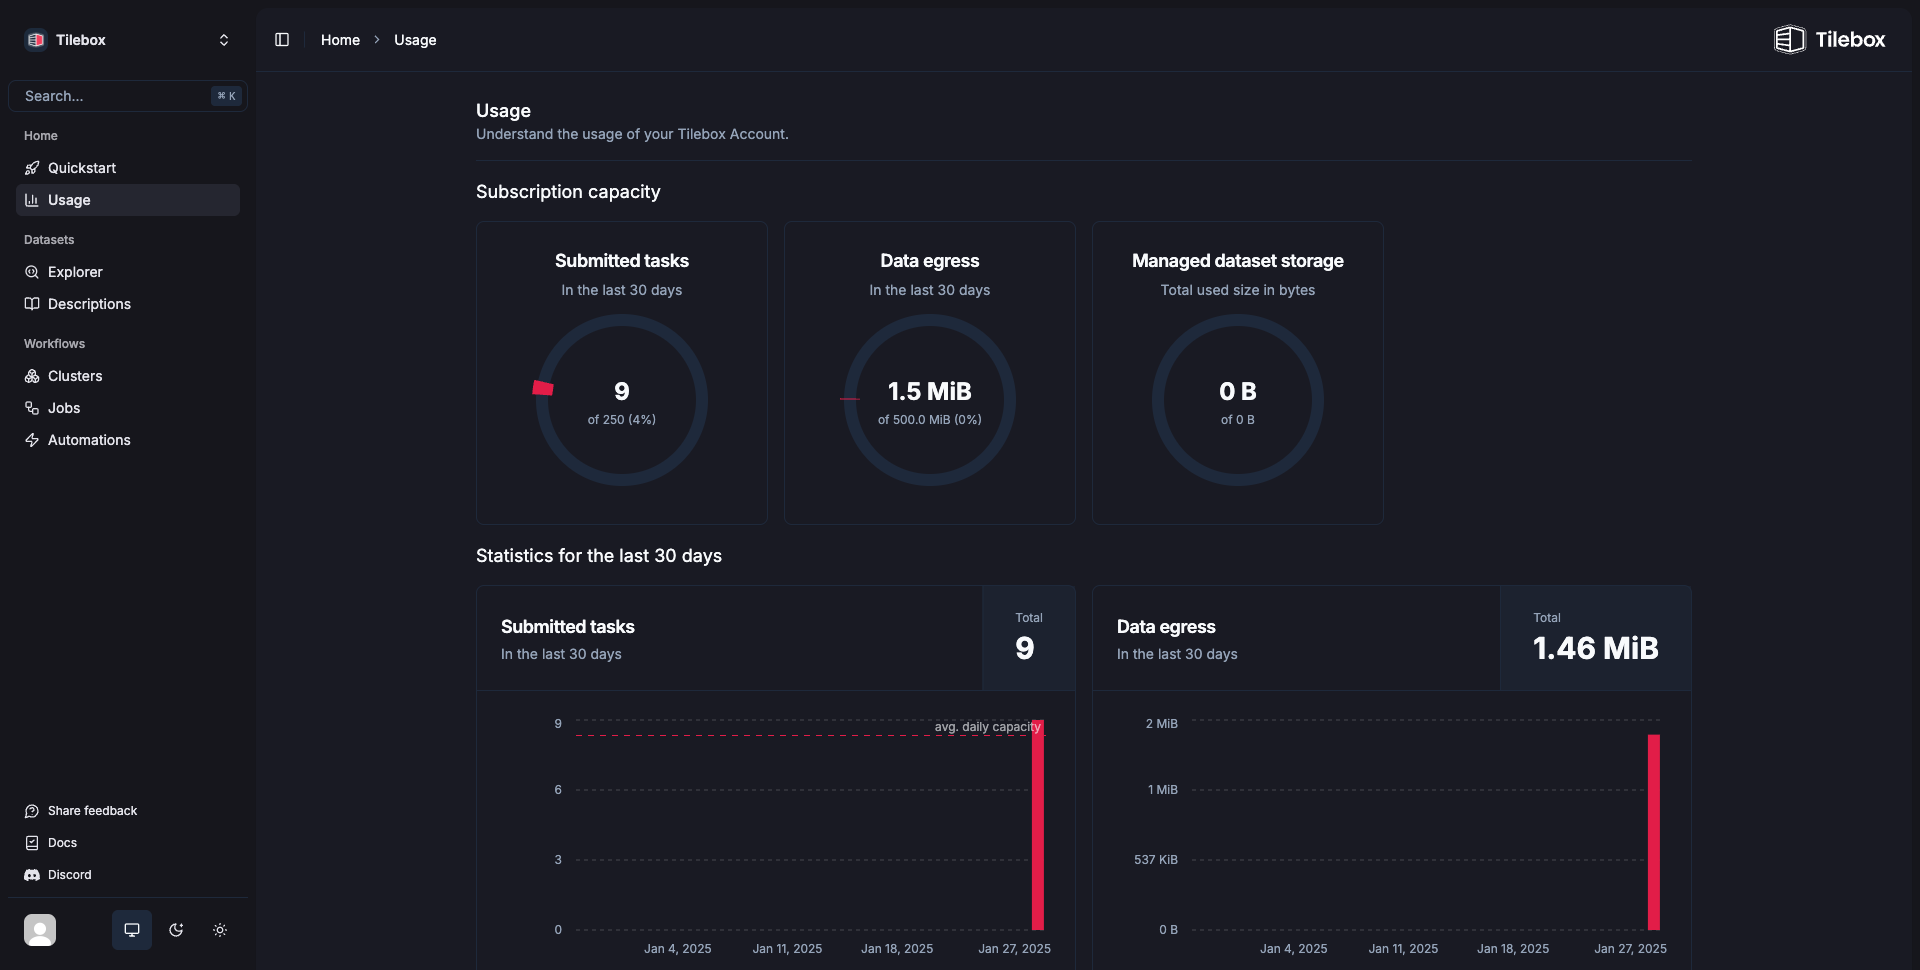 Tilebox
Search...
⌘ K
Home
Quickstart
Usage
Datasets
Explorer
Descriptions
Workflows
Clusters
Jobs
Automations
Share feedback
Docs
Discord
Home > Usage
Tilebox
Usage
Understand the usage of your Tilebox Account.
Subscription capacity
Submitted tasks
In the last 30 days
9
of 250 (4%)
Data egress
In the last 30 days
1.5 MiB
of 500.0 MiB (0%)
Managed dataset storage
Total used size in bytes
0 B
of 0 B
Statistics for the last 30 days
Submitted tasks
In the last 30 days
Total
9
9
avg. daily capacity
6
3
0
Jan 4, 2025 Jan 11, 2025 Jan 18, 2025 Jan 27, 2025
Data egress
In the last 30 days
Total
1.46 MiB
2 MiB
1 MiB
537 KiB
0 B
Jan 4, 2025 Jan 11, 2025 Jan 18, 2025 Jan 27, 2025